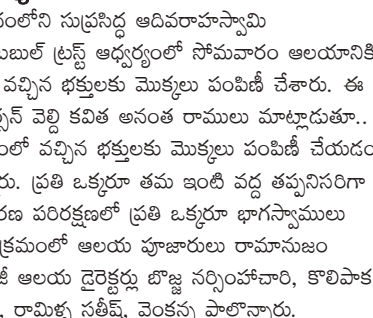 నంలోని సుప్రసిద్ధ ఆదివరాహస్వామి
బుల్ ట్రస్ట్ ఆధ్వర్యంలో సోమవారం ఆలయానికి
వచ్చిన భక్తులకు మొక్కలు పంపిణీ చేశారు. ఈ
ర్సన్ వెల్ది కవిత అనంత రాములు మాట్లాడుతూ..
ంలో వచ్చిన భక్తులకు మొక్కలు పంపిణీ చేయడం
రు. ప్రతి ఒక్కరూ తమ ఇంటి వద్ద తప్పనిసరిగా
రణ పరిరక్షణలో ప్రతి ఒక్కరూ భాగస్వాములు
క్రమంలో ఆలయ పూజారులు రామానుజం
జీ ఆలయ డైరెక్టర్లు బొజ్జ నర్సింహాచారి, కొలిపాక
, రామిళ్ళ సతీష్, వెంకన్న పాల్గొన్నారు.